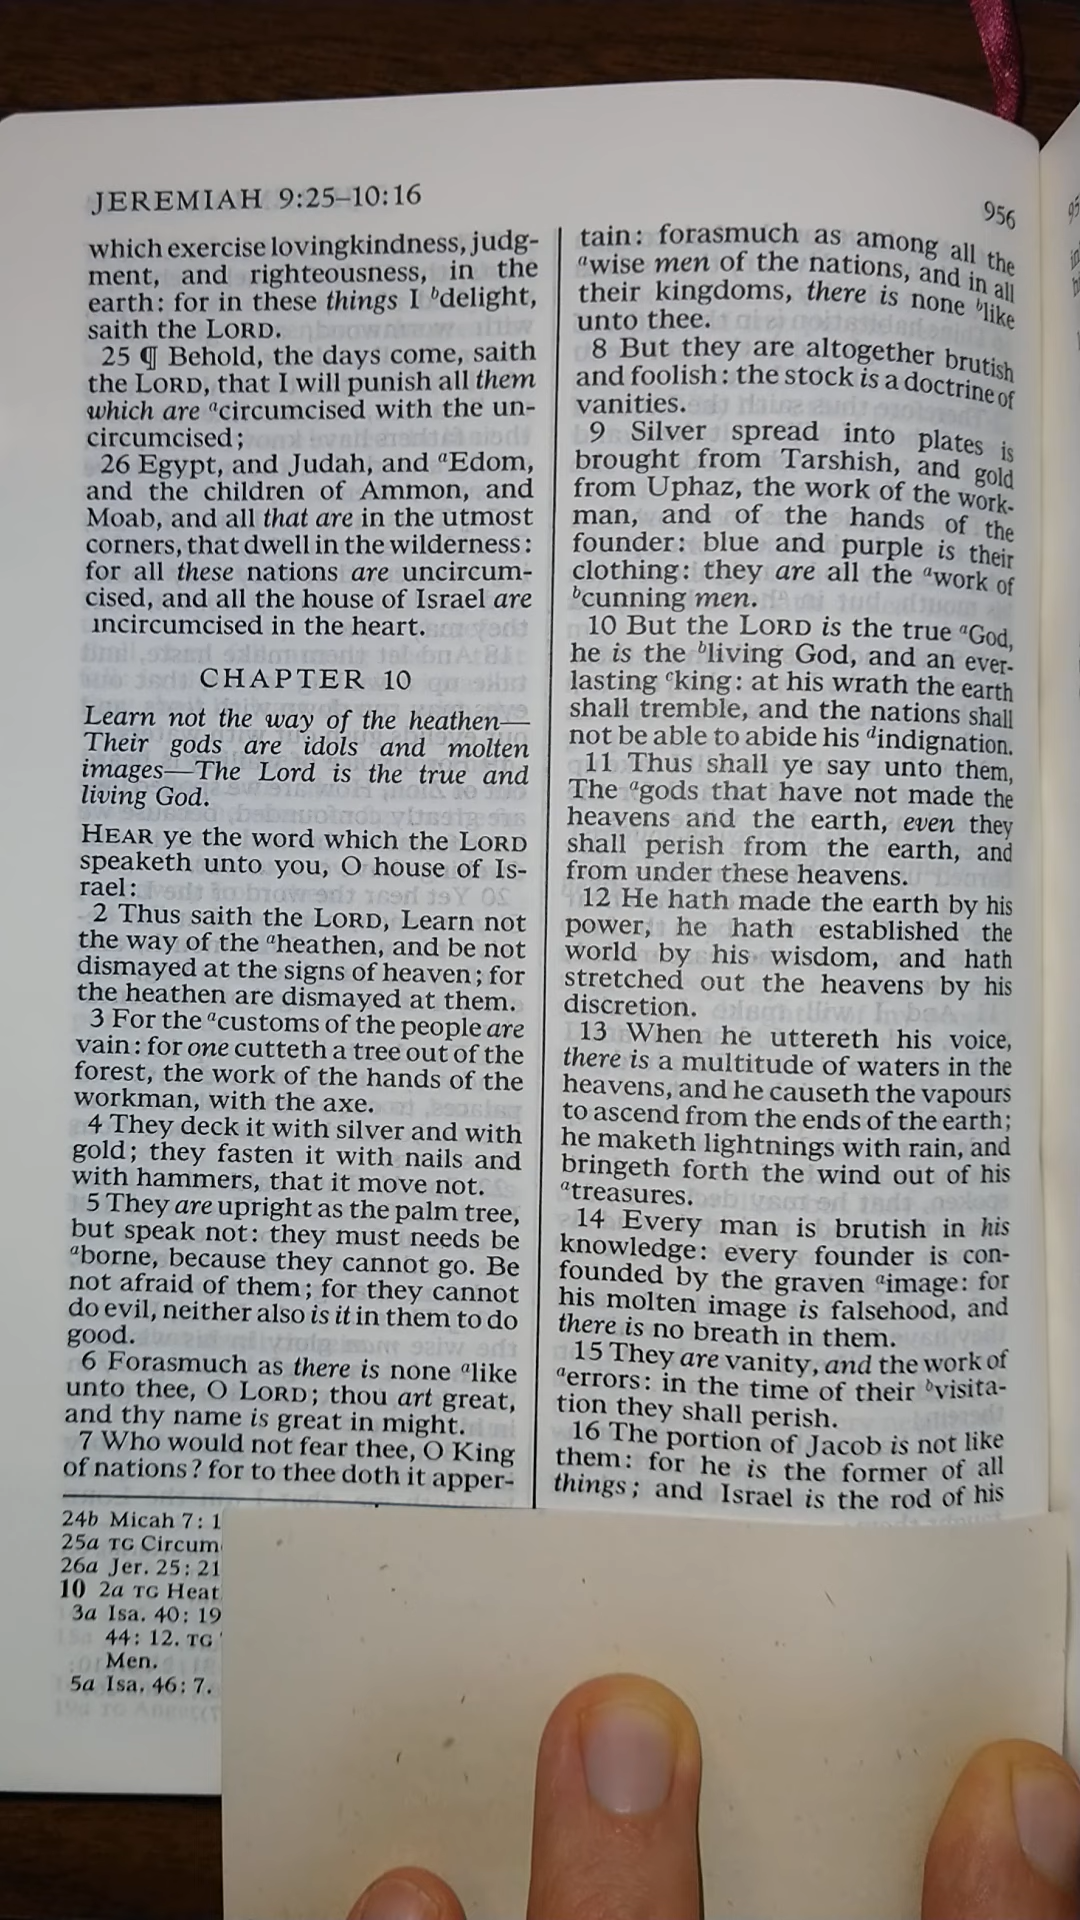 JEREMIAH 9:25–10:16
956
which exercise lovingkindness, judg-
ment, and righteousness, in the
earth: for in these things I bdelight,
saith the LORD.
25 ¶ Behold, the days come, saith
the LORD, that I will punish all them
which are acircumcised with the un-
circumcised;
26 Egypt, and Judah, and aEdom,
and the children of Ammon, and
Moab, and all that are in the utmost
corners, that dwell in the wilderness:
for all these nations are uncircum-
cised, and all the house of Israel are
uncircumcised in the heart.
CHAPTER 10
Learn not the way of the heathen—
Their gods are idols and molten
images—The Lord is the true and
living God.
HEAR ye the word which the LORD
speaketh unto you, O house of Is-
rael:
2 Thus saith the LORD, Learn not
the way of the aheathen, and be not
dismayed at the signs of heaven; for
the heathen are dismayed at them.
3 For the acustoms of the people are
vain: for one cutteth a tree out of the
forest, the work of the hands of the
workman, with the axe.
4 They deck it with silver and with
gold; they fasten it with nails and
with hammers, that it move not.
5 They are upright as the palm tree,
but speak not: they must needs be
aborne, because they cannot go. Be
not afraid of them; for they cannot
do evil, neither also is it in them to do
good.
6 Forasmuch as there is none alike
unto thee, O LORD; thou art great,
and thy name is great in might.
7 Who would not fear thee, O King
of nations? for to thee doth it apper-
tain: forasmuch as among all the
awise men of the nations, and in all
their kingdoms, there is none blike
unto thee.
8 But they are altogether brutish
and foolish: the stock is a doctrine of
vanities.
9 Silver spread into plates is
brought from Tarshish, and gold
from Uphaz, the work of the work-
man, and of the hands of the
founder: blue and purple is their
clothing: they are all the awork of
bcunning men.
10 But the LORD is the true aGod,
he is the bliving God, and an ever-
lasting cking: at his wrath the earth
shall tremble, and the nations shall
not be able to abide his dindignation.
11 Thus shall ye say unto them,
The agods that have not made the
heavens and the earth, even they
shall perish from the earth, and
from under these heavens.
12 He hath made the earth by his
power, he hath established the
world by his wisdom, and hath
stretched out the heavens by his
discretion.
13 When he uttereth his voice,
there is a multitude of waters in the
heavens, and he causeth the vapours
to ascend from the ends of the earth;
he maketh lightnings with rain, and
bringeth forth the wind out of his
atreasures.
14 Every man is brutish in his
knowledge: every founder is con-
founded by the graven aimage: for
his molten image is falsehood, and
there is no breath in them.
15 They are vanity, and the work of
aerrors: in the time of their bvisita-
tion they shall perish.
16 The portion of Jacob is not like
them: for he is the former of all
things; and Israel is the rod of his
24b Micah 7: 1
25a TG Circum
26a Jer. 25: 21
10 2a TG Heat
3a Isa. 40: 19
44: 12. TG
Men.
5a Isa. 46: 7.